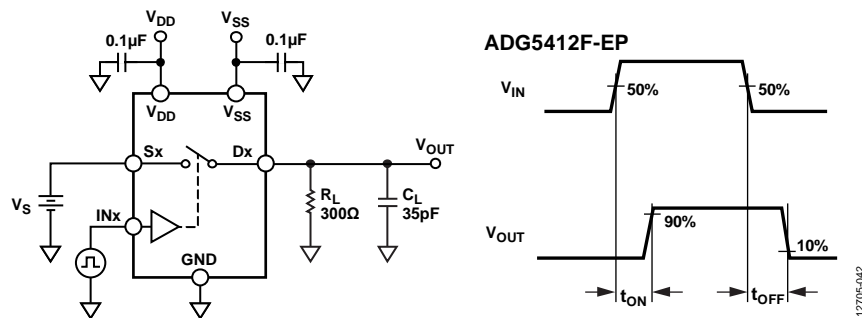 VDD
VSS
0.1µF
0.1µF
VDD
VSS
Sx
Dx
VOUT
VS
INx
RL
300Ω
CL
35pF
GND
ADG5412F-EP
VIN
50%
50%
VOUT
90%
10%
tON
tOFF
12705-042